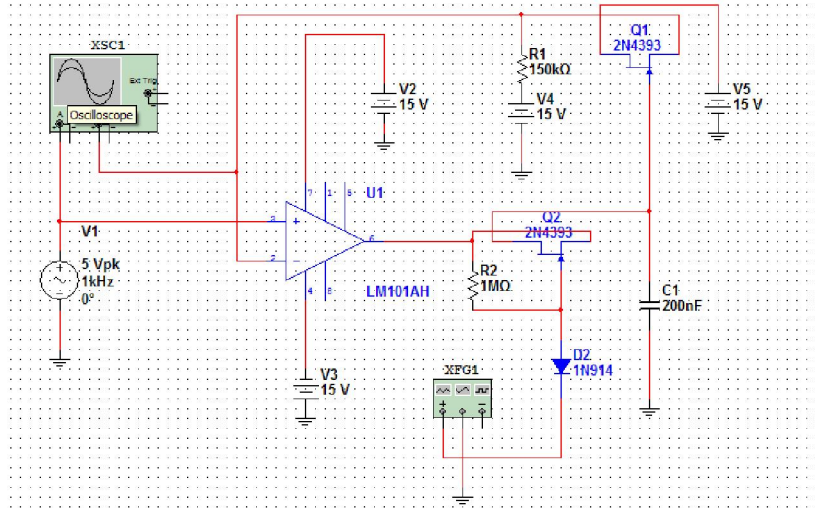 XSC1
Ext Trig
A
Oscilloscope
V1
5 Vpk
1kHz
0°
V2
15 V
R1
150kΩ
V4
15 V
Q1
2N4393
V5
15 V
U1
7
1
5
3
2
6
4
8
LM101AH
V3
15 V
Q2
2N4393
R2
1MΩ
C1
200nF
D2
1N914
XFG1